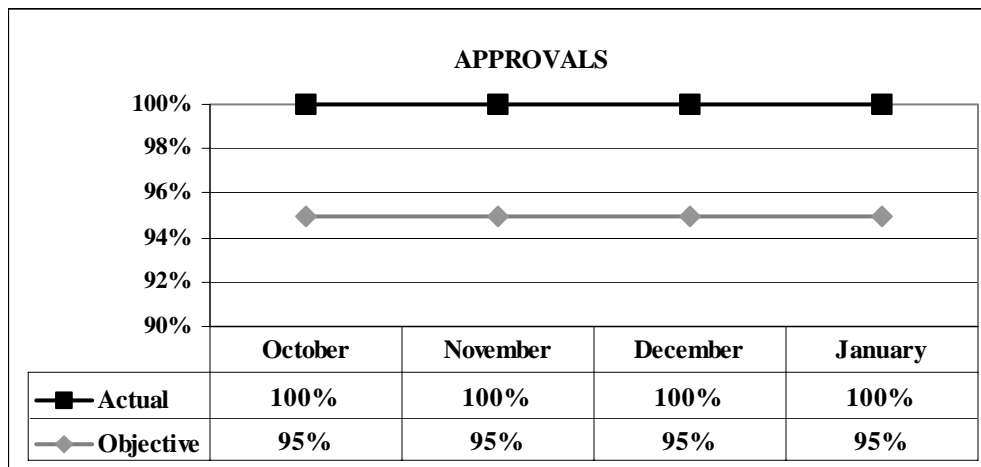 APPROVALS
100%
98%
96%
94%
92%
90%
October November December January
Actual 100% 100% 100% 100%
Objective 95% 95% 95% 95%